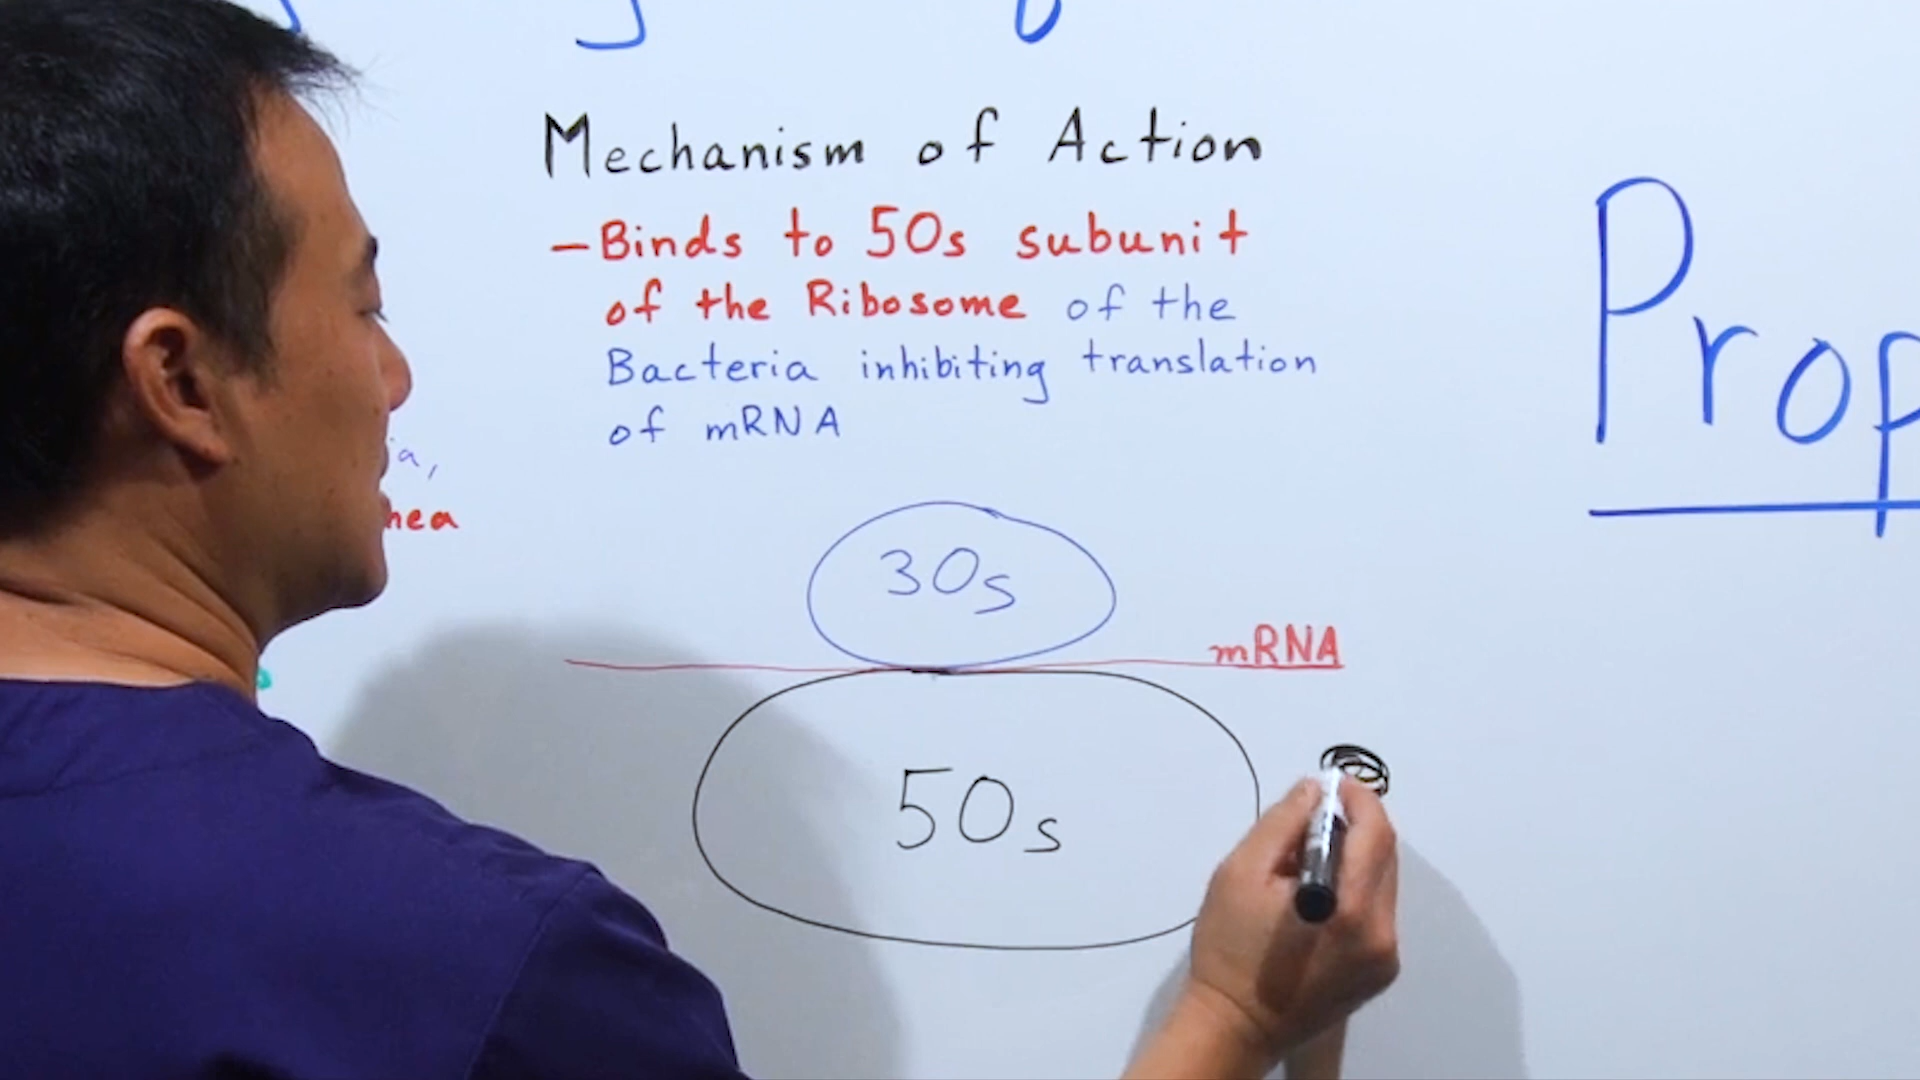 Mechanism of Action
- Binds to 50s subunit
of the Ribosome of the
Bacteria inhibiting translation
of mRNA
30s
mRNA
50s